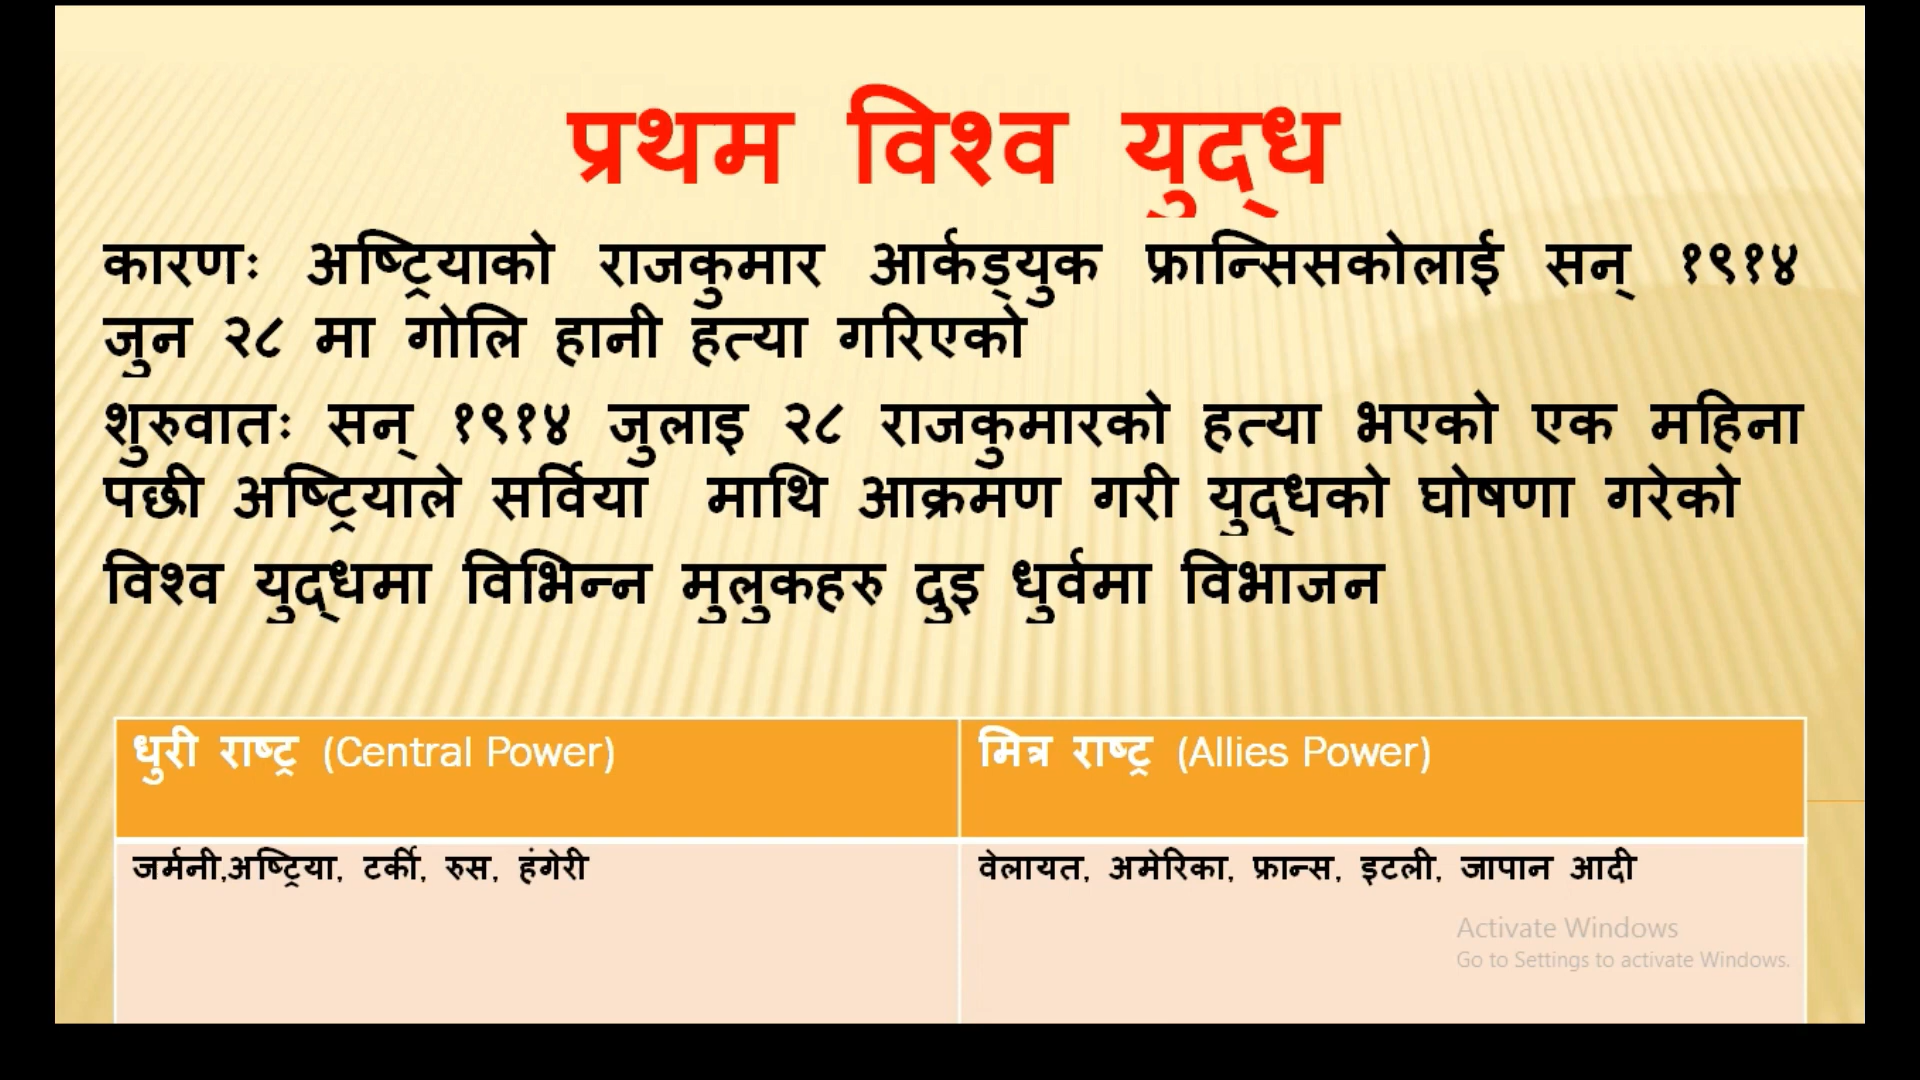 प्रथम विश्व युद्ध
कारणः अष्ट्रियाको राजकुमार आर्कड्युक फ्रान्सिसकोलाई सन् १९१४
जुन २८ मा गोलि हानी हत्या गरिएको
शुरुवातः सन् १९१४ जुलाइ २८ राजकुमारको हत्या भएको एक महिना
पछी अष्ट्रियाले सर्विया माथि आक्रमण गरी युद्धको घोषणा गरेको
विश्व युद्धमा विभिन्न मुलुकहरु दुइ धुर्वमा विभाजन
धुरी राष्ट्र (Central Power)
मित्र राष्ट्र (Allies Power)
जर्मनी,अष्ट्रिया, टर्की, रुस, हंगेरी
वेलायत, अमेरिका, फ्रान्स, इटली, जापान आदी
Activate Windows
Go to Settings to activate Windows.